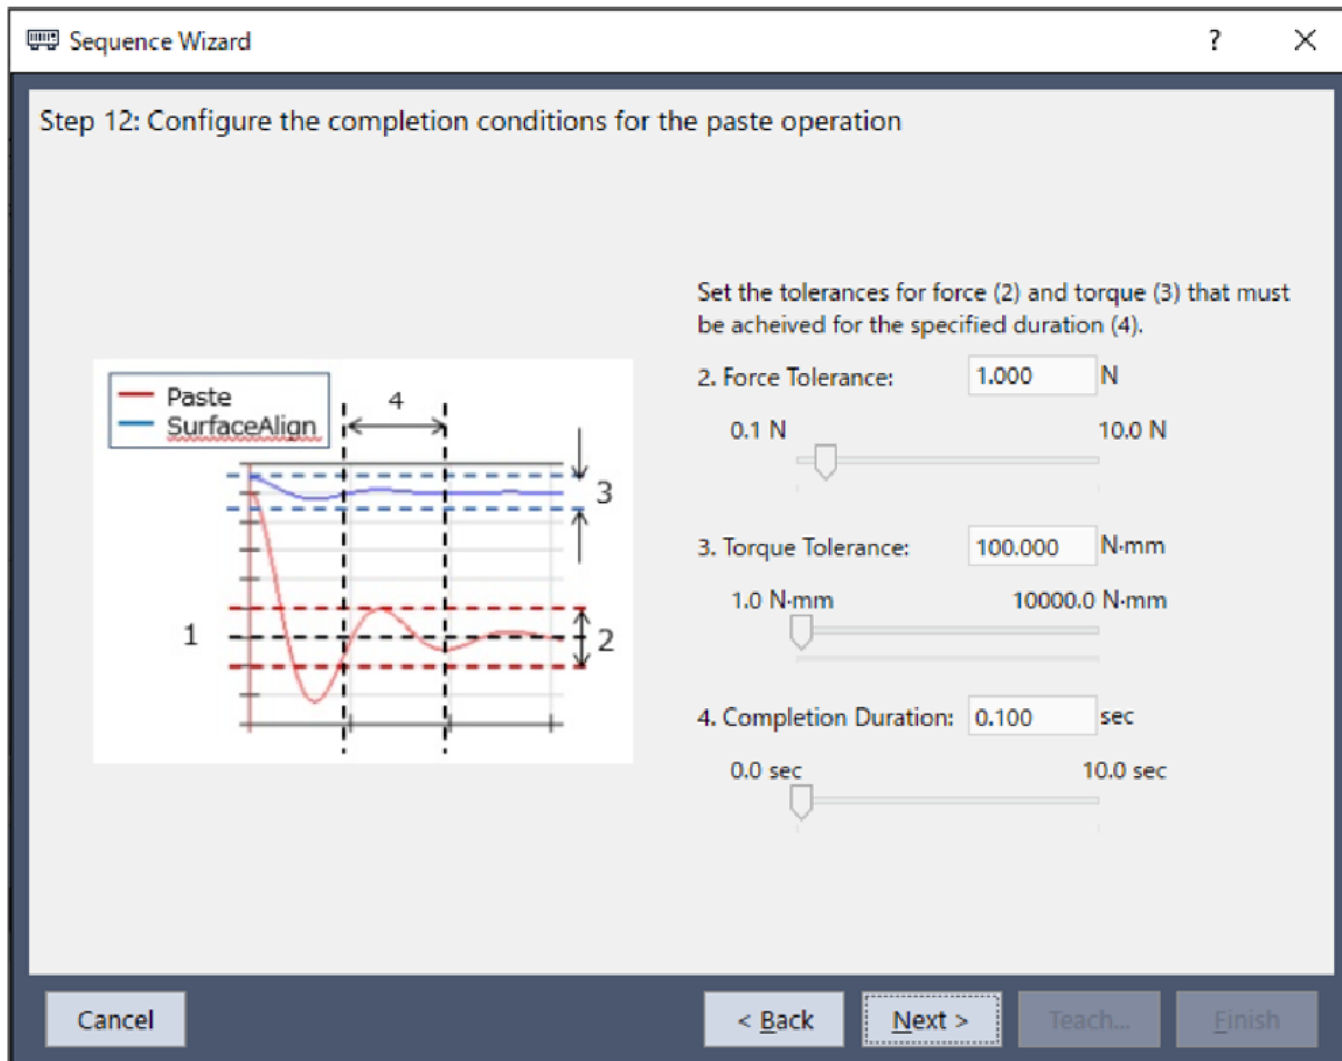 Sequence Wizard
?
Step 12: Configure the completion conditions for the paste operation
Set the tolerances for force (2) and torque (3) that must
be acheived for the specified duration (4).
Paste
SurfaceAlign
4
3
1
2
2. Force Tolerance: 1.000 N
0.1 N 10.0 N
3. Torque Tolerance: 100.000 N·mm
1.0 N·mm 10000.0 N·mm
4. Completion Duration: 0.100 sec
0.0 sec 10.0 sec
Cancel < Back Next > Teach... Finish